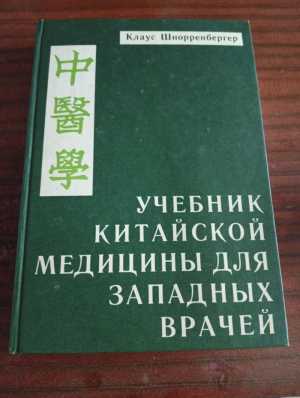 Клаус Шнорренбергер
中
醫
學
УЧЕБНИК
КИТАЙСКОЙ
МЕДИЦИНЫ ДЛЯ
ЗАПАДНЫХ
ВРАЧЕЙ